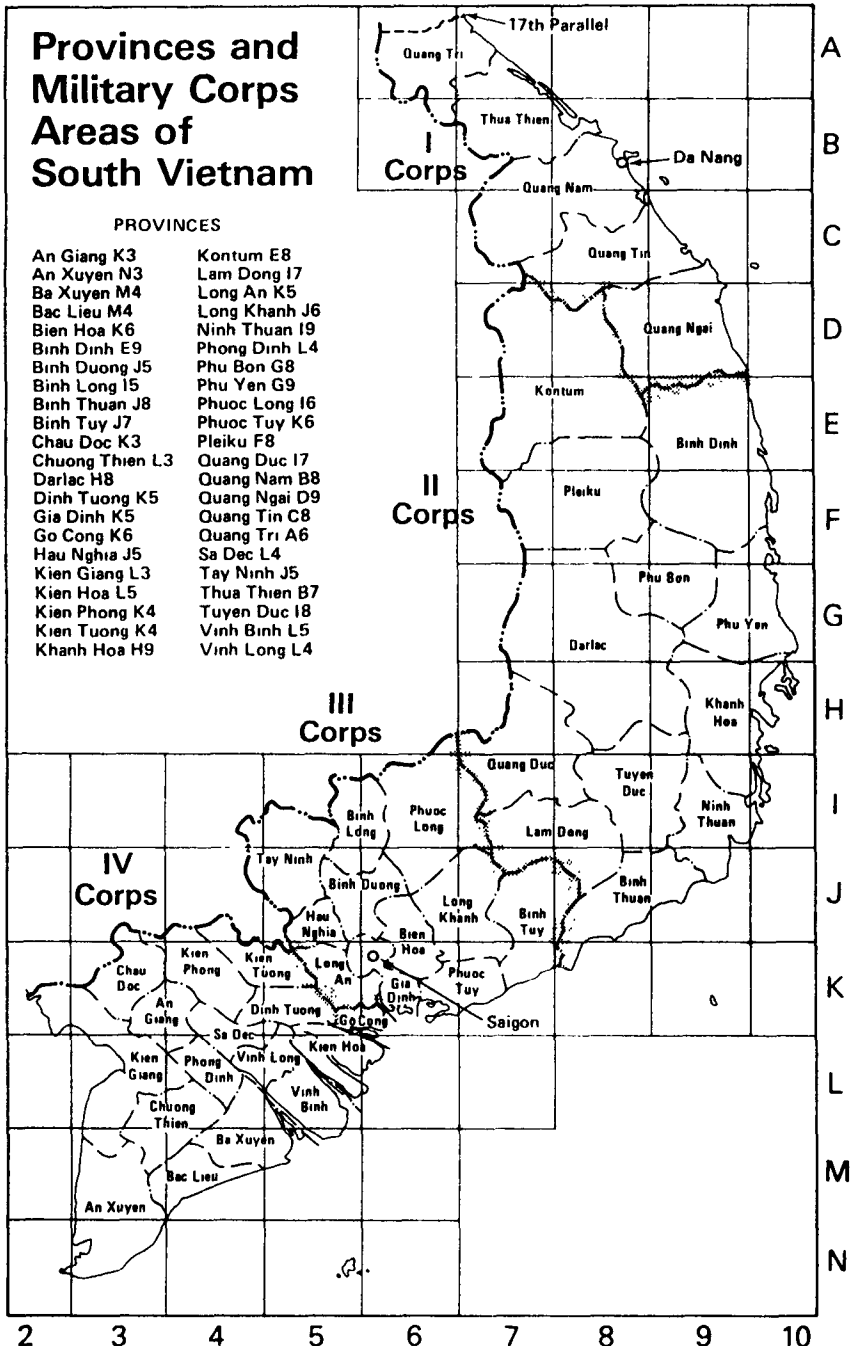 Provinces and
Military Corps
Areas of
South Vietnam
PROVINCES
An Giang K3
An Xuyen N3
Ba Xuyen M4
Bac Lieu M4
Bien Hoa K6
Binh Dinh E9
Binh Duong J5
Binh Long I5
Binh Thuan J8
Binh Tuy J7
Chau Doc K3
Chuong Thien L3
Darlac H8
Dinh Tuong K5
Gia Dinh K5
Go Cong K6
Hau Nghia J5
Kien Giang L3
Kien Hoa L5
Kien Phong K4
Kien Tuong K4
Khanh Hoa H9
Kontum E8
Lam Dong I7
Long An K5
Long Khanh J6
Ninh Thuan I9
Phong Dinh L4
Phu Bon G8
Phu Yen G9
Phuoc Long I6
Phuoc Tuy K6
Pleiku F8
Quang Duc I7
Quang Nam B8
Quang Ngai D9
Quang Tin C8
Quang Tri A6
Sa Dec L4
Tay Ninh J5
Thua Thien B7
Tuyen Duc I8
Vinh Binh L5
Vinh Long L4
17th Parallel
Quang Tri
A
Thua Thien
I
Corps
Da Nang
B
Quang Nam
Quang Tin
C
Quang Ngai
D
Kontum
E
Binh Dinh
II
Corps
Pleiku
F
Phu Bon
G
Phu Yen
Darlac
III
Corps
Khanh
Hoa
H
Quang Duc
Tuyen
Duc
I
Ninh
Thuan
Binh
Long
Phuoc
Long
Lam Dong
IV
Corps
Tay Ninh
Binh Duong
Long
Khanh
Binh
Thuan
J
Hau
Nghia
Binh
Tuy
Bien
Hoa
Kien
Phong
Kien
Tuong
Long
An
Chau
Doc
Phuoc
Tuy
K
Gia
Dinh
An
Giang
Dinh Tuong
Go Cong
Saigon
Sa Dec
Kien Hoa
Kien
Giang
Phong
Dinh
Vinh Long
L
Vinh
Binh
Chuong
Thien
Ba Xuyen
Bac Lieu
M
An Xuyen
N
2 3 4 5 6 7 8 9 10